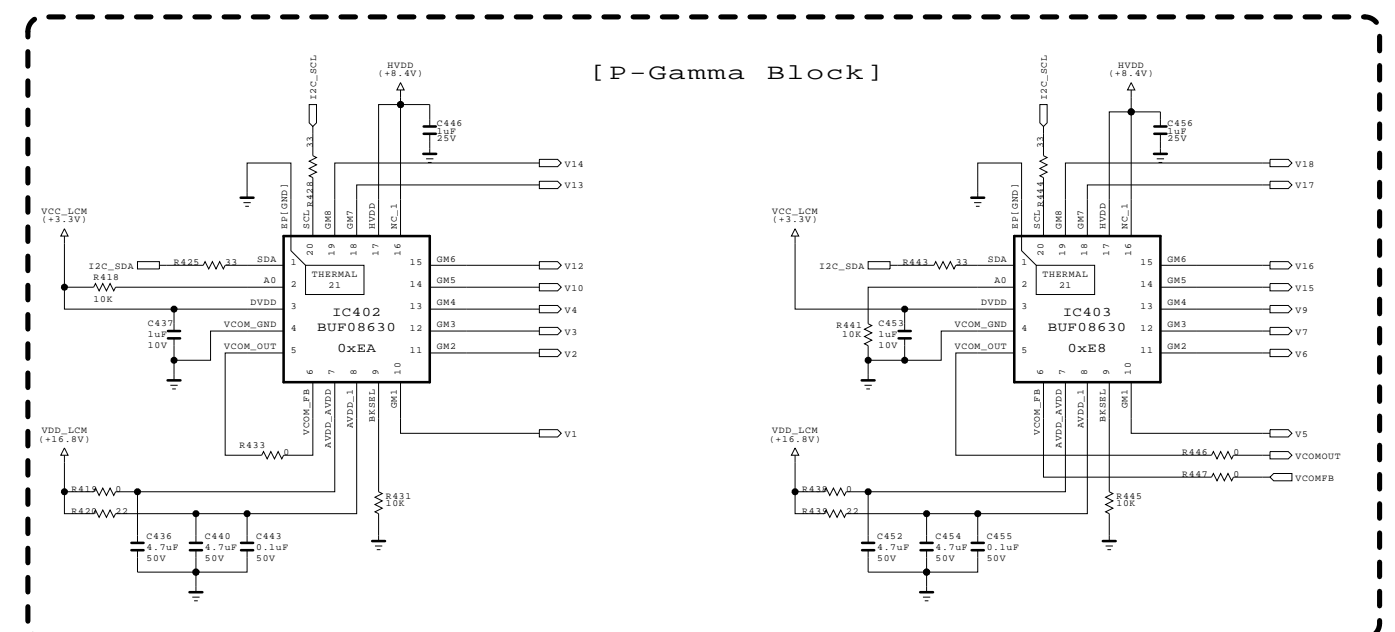 [P-Gamma Block]
I2C_SCL
HVDD
(+8.4V)
C446
1uF
25V
33
R428
V14
V13
EP[GND]
SCL
GM8
GM7
HVDD
NC_1
20
19
18
17
16
VCC_LCM
(+3.3V)
I2C_SDA
R425
33
SDA
1
R418
10K
A0
2
DVDD
3
C437
1uF
10V
VCOM_GND
4
VCOM_OUT
5
THERMAL
21
IC402
BUF08630
0xEA
15
GM6
V12
14
GM5
V10
13
GM4
V4
12
GM3
V3
11
GM2
V2
6
7
8
9
10
VCOM_FB
AVDD_AVDD
AVDD_1
BKSEL
GM1
V1
R433
0
VDD_LCM
(+16.8V)
R419
0
R420
22
R431
10K
C436
4.7uF
50V
C440
4.7uF
50V
C443
0.1uF
50V
I2C_SCL
HVDD
(+8.4V)
C456
1uF
25V
33
R444
V18
V17
EP[GND]
SCL
GM8
GM7
HVDD
NC_1
20
19
18
17
16
VCC_LCM
(+3.3V)
I2C_SDA
R443
33
SDA
1
A0
2
DVDD
3
R441
10K
C453
1uF
10V
VCOM_GND
4
VCOM_OUT
5
THERMAL
21
IC403
BUF08630
0xE8
15
GM6
V16
14
GM5
V15
13
GM4
V9
12
GM3
V7
11
GM2
V6
6
7
8
9
10
VCOM_FB
AVDD_AVDD
AVDD_1
BKSEL
GM1
V5
R446
0
VCOMOUT
R447
0
VCOMFB
VDD_LCM
(+16.8V)
R438
0
R439
22
R445
10K
C452
4.7uF
50V
C454
4.7uF
50V
C455
0.1uF
50V